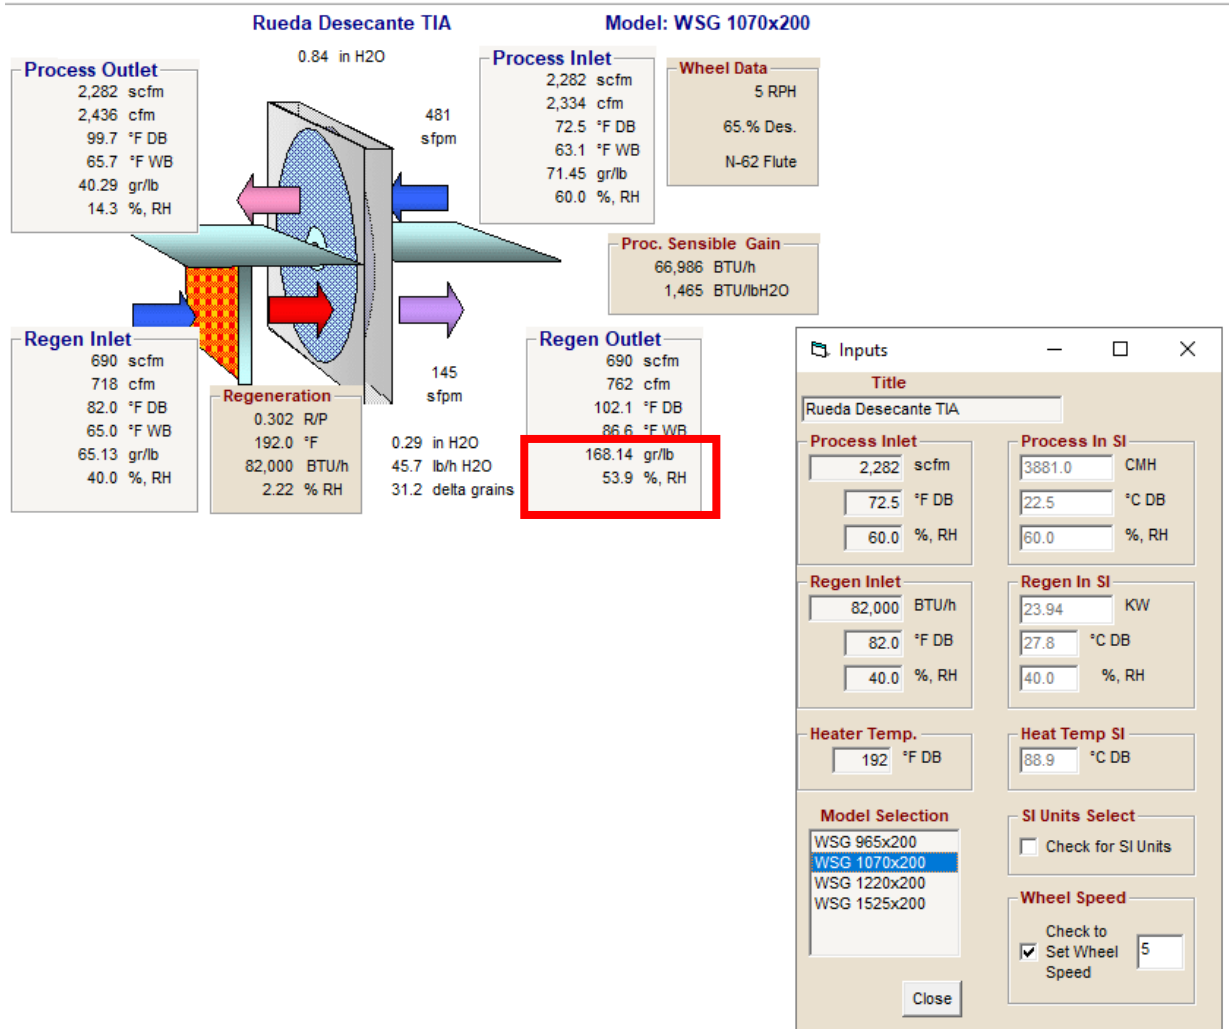 Rueda Desecante TIA
Model: WSG 1070x200
0.84 in H2O
Process Outlet
2,282 scfm
2,436 cfm
99.7 °F DB
65.7 °F WB
40.29 gr/lb
14.3 %, RH
481
sfpm
Process Inlet
2,282 scfm
2,334 cfm
72.5 °F DB
63.1 °F WB
71.45 gr/lb
60.0 %, RH
Wheel Data
5 RPH
65.% Des.
N-62 Flute
Proc. Sensible Gain
66,986 BTU/h
1,465 BTU/lbH2O
Regen Inlet
690 scfm
718 cfm
82.0 °F DB
65.0 °F WB
65.13 gr/lb
40.0 %, RH
Regeneration
0.302 R/P
192.0 °F
82,000 BTU/h
2.22 % RH
145
sfpm
0.29 in H2O
45.7 lb/h H2O
31.2 delta grains
Regen Outlet
690 scfm
762 cfm
102.1 °F DB
86.6 °F WB
168.14 gr/lb
53.9 %, RH
Inputs
Title
Rueda Desecante TIA
Process Inlet
2,282 scfm
72.5 °F DB
60.0 %, RH
Process In SI
3881.0 CMH
22.5 °C DB
60.0 %, RH
Regen Inlet
82,000 BTU/h
82.0 °F DB
40.0 %, RH
Regen In SI
23.94 KW
27.8 °C DB
40.0 %, RH
Heater Temp.
192 °F DB
Heat Temp SI
88.9 °C DB
Model Selection
WSG 965x200
WSG 1070x200
WSG 1220x200
WSG 1525x200
SI Units Select
Check for SI Units
Wheel Speed
Check to
Set Wheel
Speed
5
Close